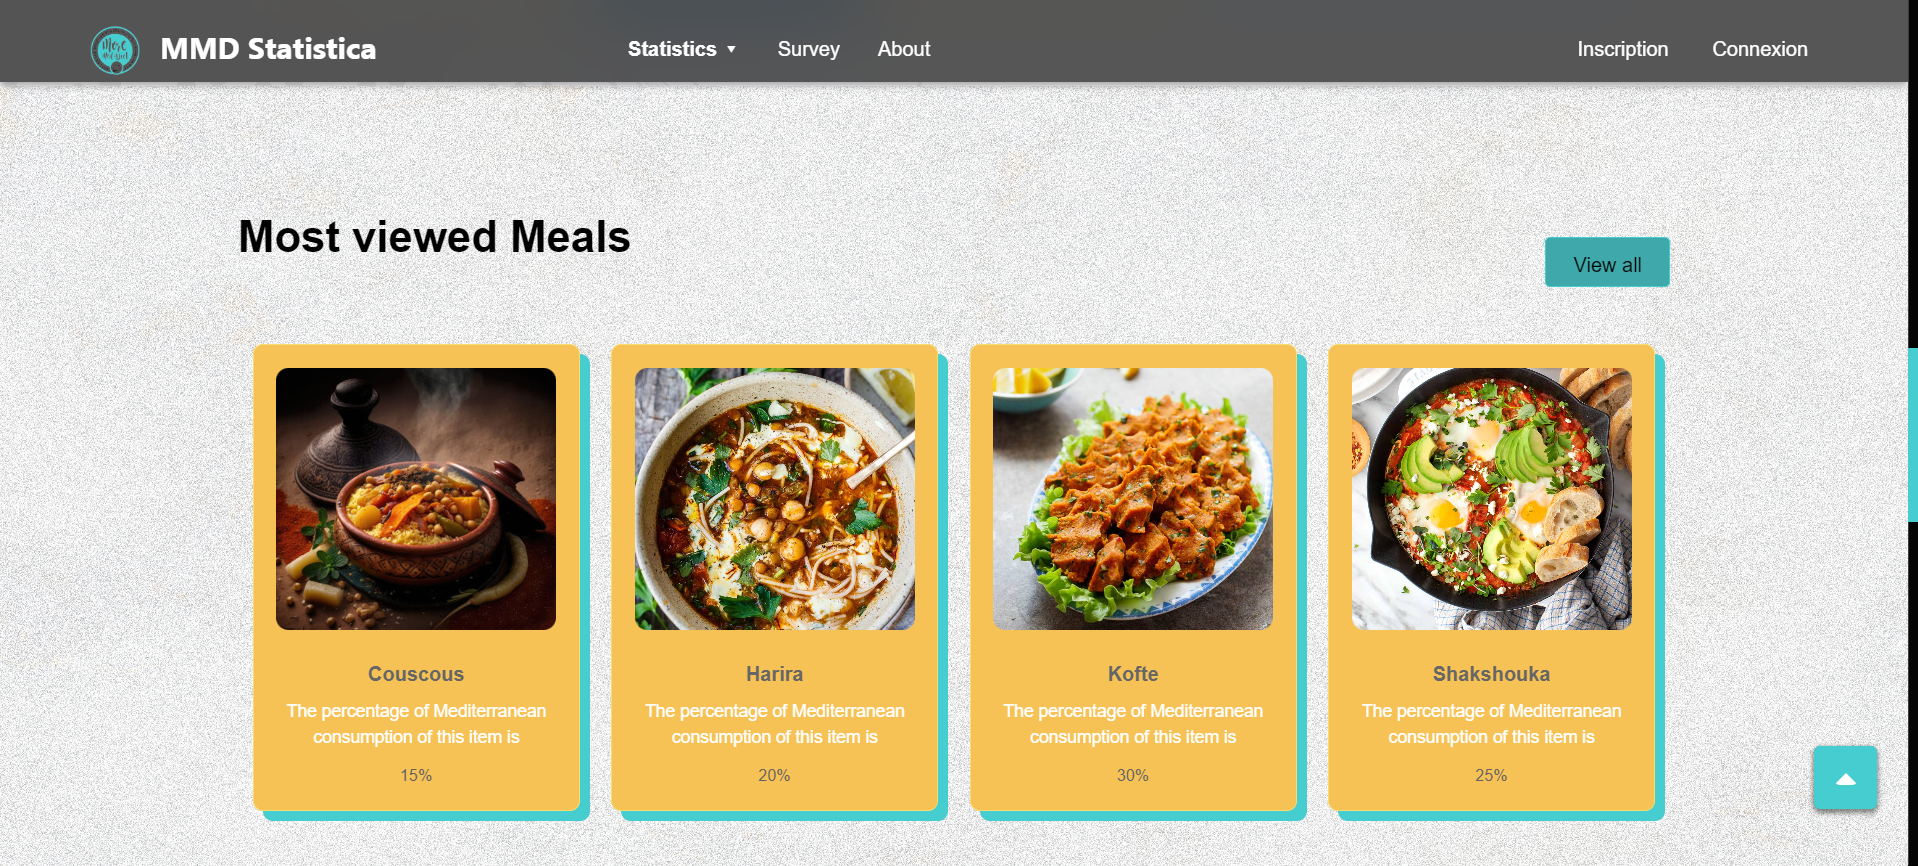 MMD Statistica
Statistics ▼
Survey
About
Inscription
Connexion
Most viewed Meals
View all
Couscous
The percentage of Mediterranean
consumption of this item is
15%
Harira
The percentage of Mediterranean
consumption of this item is
20%
Kofte
The percentage of Mediterranean
consumption of this item is
30%
Shakshouka
The percentage of Mediterranean
consumption of this item is
25%